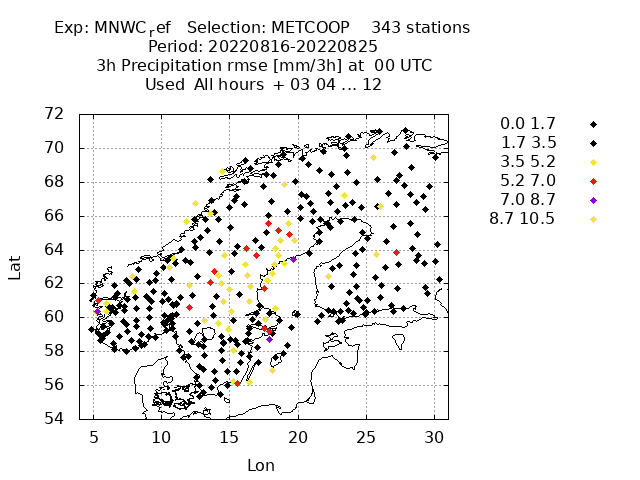 Exp: MNWCref Selection: METCOOP 343 stations
Period: 20220816-20220825
3h Precipitation rmse [mm/3h] at 00 UTC
Used All hours + 03 04 ... 12
0.0 1.7
1.7 3.5
3.5 5.2
5.2 7.0
7.0 8.7
8.7 10.5
72
70
68
66
64
62
60
58
56
54
Lat
5 10 15 20 25 30
Lon